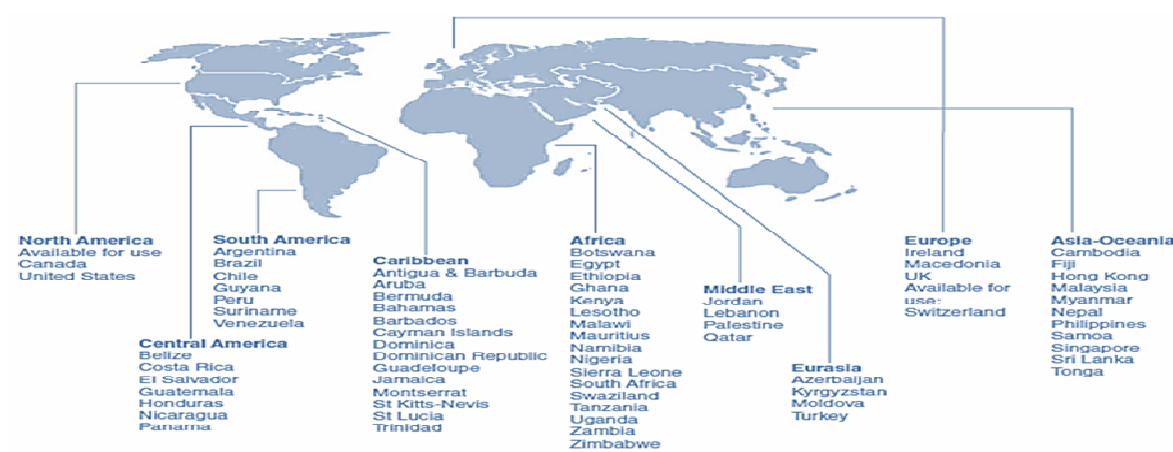 North America
Available for use
Canada
United States
South America
Argentina
Brazil
Chile
Guyana
Peru
Suriname
Venezuela
Central America
Belize
Costa Rica
El Salvador
Guatemala
Honduras
Nicaragua
Panama
Caribbean
Antigua & Barbuda
Aruba
Bermuda
Bahamas
Barbados
Cayman Islands
Dominica
Dominican Republic
Guadeloupe
Jamaica
Montserrat
St Kitts-Nevis
St Lucia
Trinidad
Africa
Botswana
Egypt
Ethiopia
Ghana
Kenya
Lesotho
Malawi
Mauritius
Namibia
Nigeria
Sierra Leone
South Africa
Swaziland
Tanzania
Uganda
Zambia
Zimbabwe
Middle East
Jordan
Lebanon
Palestine
Qatar
Eurasia
Azerbaijan
Kyrgyzstan
Moldova
Turkey
Europe
Ireland
Macedonia
UK
Available for
use:
Switzerland
Asia-Oceania
Cambodia
Fiji
Hong Kong
Malaysia
Myanmar
Nepal
Philippines
Samoa
Singapore
Sri Lanka
Tonga